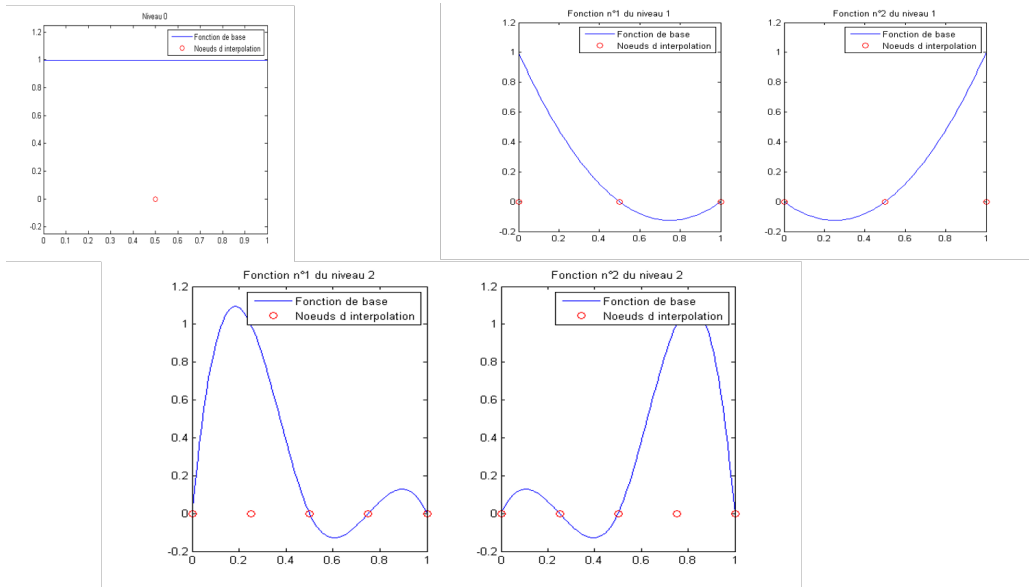 Niveau 0
Fonction de base
Noeuds d interpolation
1.2
1
0.8
0.6
0.4
0.2
0
-0.2
0 0.1 0.2 0.3 0.4 0.5 0.6 0.7 0.8 0.9 1
Fonction n°1 du niveau 1
Fonction de base
Noeuds d interpolation
1.2
1
0.8
0.6
0.4
0.2
0
-0.2
0 0.2 0.4 0.6 0.8 1
Fonction n°2 du niveau 1
Fonction de base
Noeuds d interpolation
1.2
1
0.8
0.6
0.4
0.2
0
-0.2
0 0.2 0.4 0.6 0.8 1
Fonction n°1 du niveau 2
Fonction de base
Noeuds d interpolation
1.2
1
0.8
0.6
0.4
0.2
0
-0.2
0 0.2 0.4 0.6 0.8 1
Fonction n°2 du niveau 2
Fonction de base
Noeuds d interpolation
1.2
1
0.8
0.6
0.4
0.2
0
-0.2
0 0.2 0.4 0.6 0.8 1